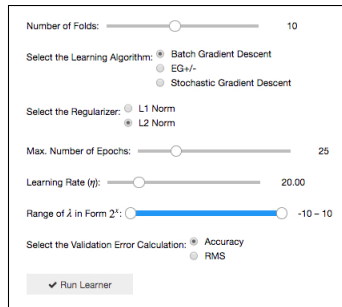 Number of Folds: 10
Select the Learning Algorithm: Batch Gradient Descent
EG+/-
Stochastic Gradient Descent
Select the Regularizer: L1 Norm
L2 Norm
Max. Number of Epochs: 25
Learning Rate (η): 20.00
Range of λ in Form 2ˣ: -10 – 10
Select the Validation Error Calculation: Accuracy
RMS
✔ Run Learner